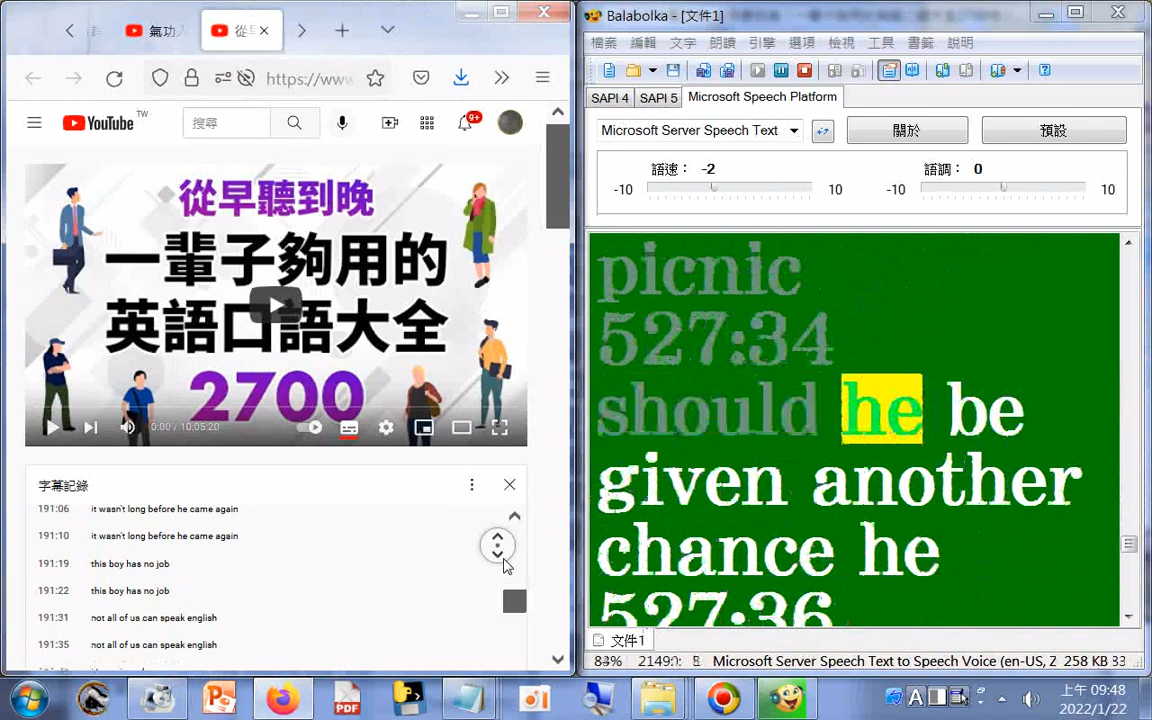 氣功
從
https://www
YouTube TW
搜尋
9+
從早聽到晚
一輩子夠用的
英語口語大全
2700
0:00 / 10:05:20
字幕記錄
191:06 it wasn't long before he came again
191:10 it wasn't long before he came again
191:19 this boy has no job
191:22 this boy has no job
191:31 not all of us can speak english
191:35 not all of us can speak english
Balabolka - [文件1]
檔案 編輯 文字 朗讀 引擎 選項 檢視 工具 書籤 說明
SAPI 4 SAPI 5 Microsoft Speech Platform
Microsoft Server Speech Text 關於 預設
語速： -2 語調： 0
-10 10 -10 10
picnic
527:34
should he be
given another
chance he
527:36
文件1
Microsoft Server Speech Text to Speech Voice (en-US, Z 258 KB 33
PDF
A
上午 09:48
2022/1/22